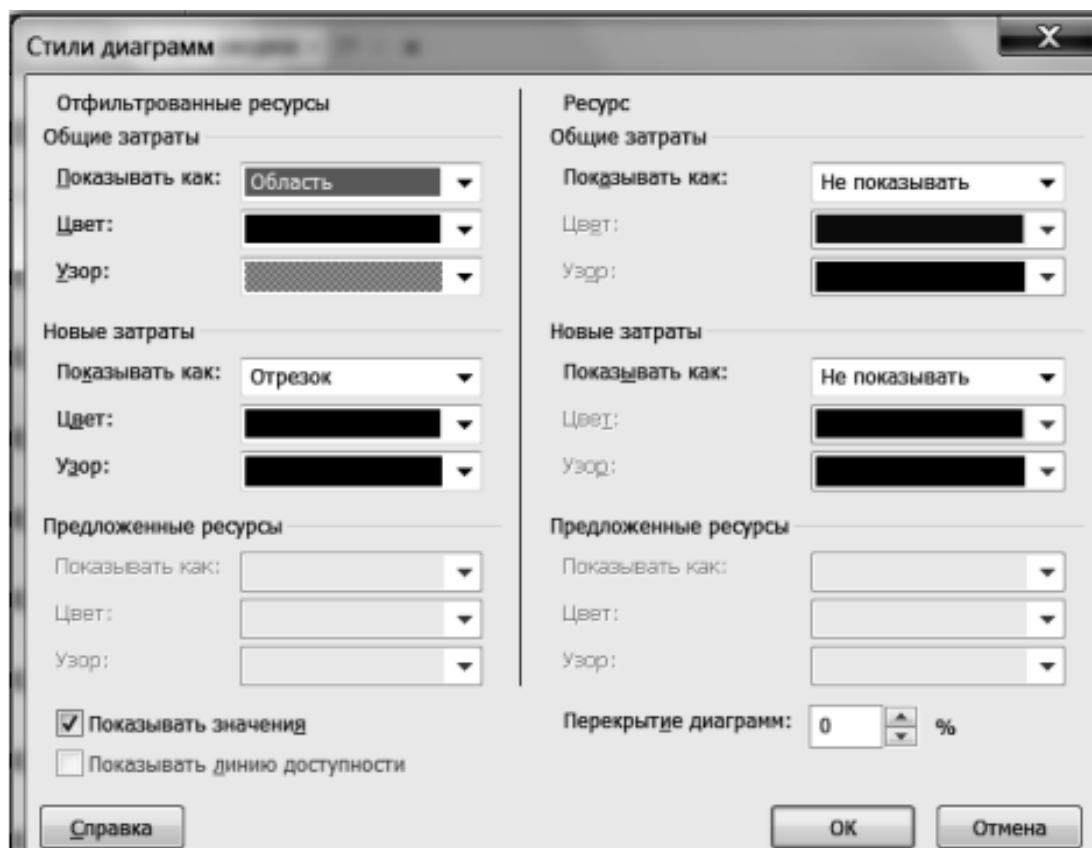 Стили диаграмм
Отфильтрованные ресурсы
Общие затраты
Показывать как: Область
Цвет:
Узор:
Новые затраты
Показывать как: Отрезок
Цвет:
Узор:
Предложенные ресурсы
Показывать как:
Цвет:
Узор:
Показывать значения
Показывать линию доступности
Ресурс
Общие затраты
Показывать как: Не показывать
Цвет:
Узор:
Новые затраты
Показывать как: Не показывать
Цвет:
Узор:
Предложенные ресурсы
Показывать как:
Цвет:
Узор:
Перекрытие диаграмм: 0 %
Справка
ОК
Отмена